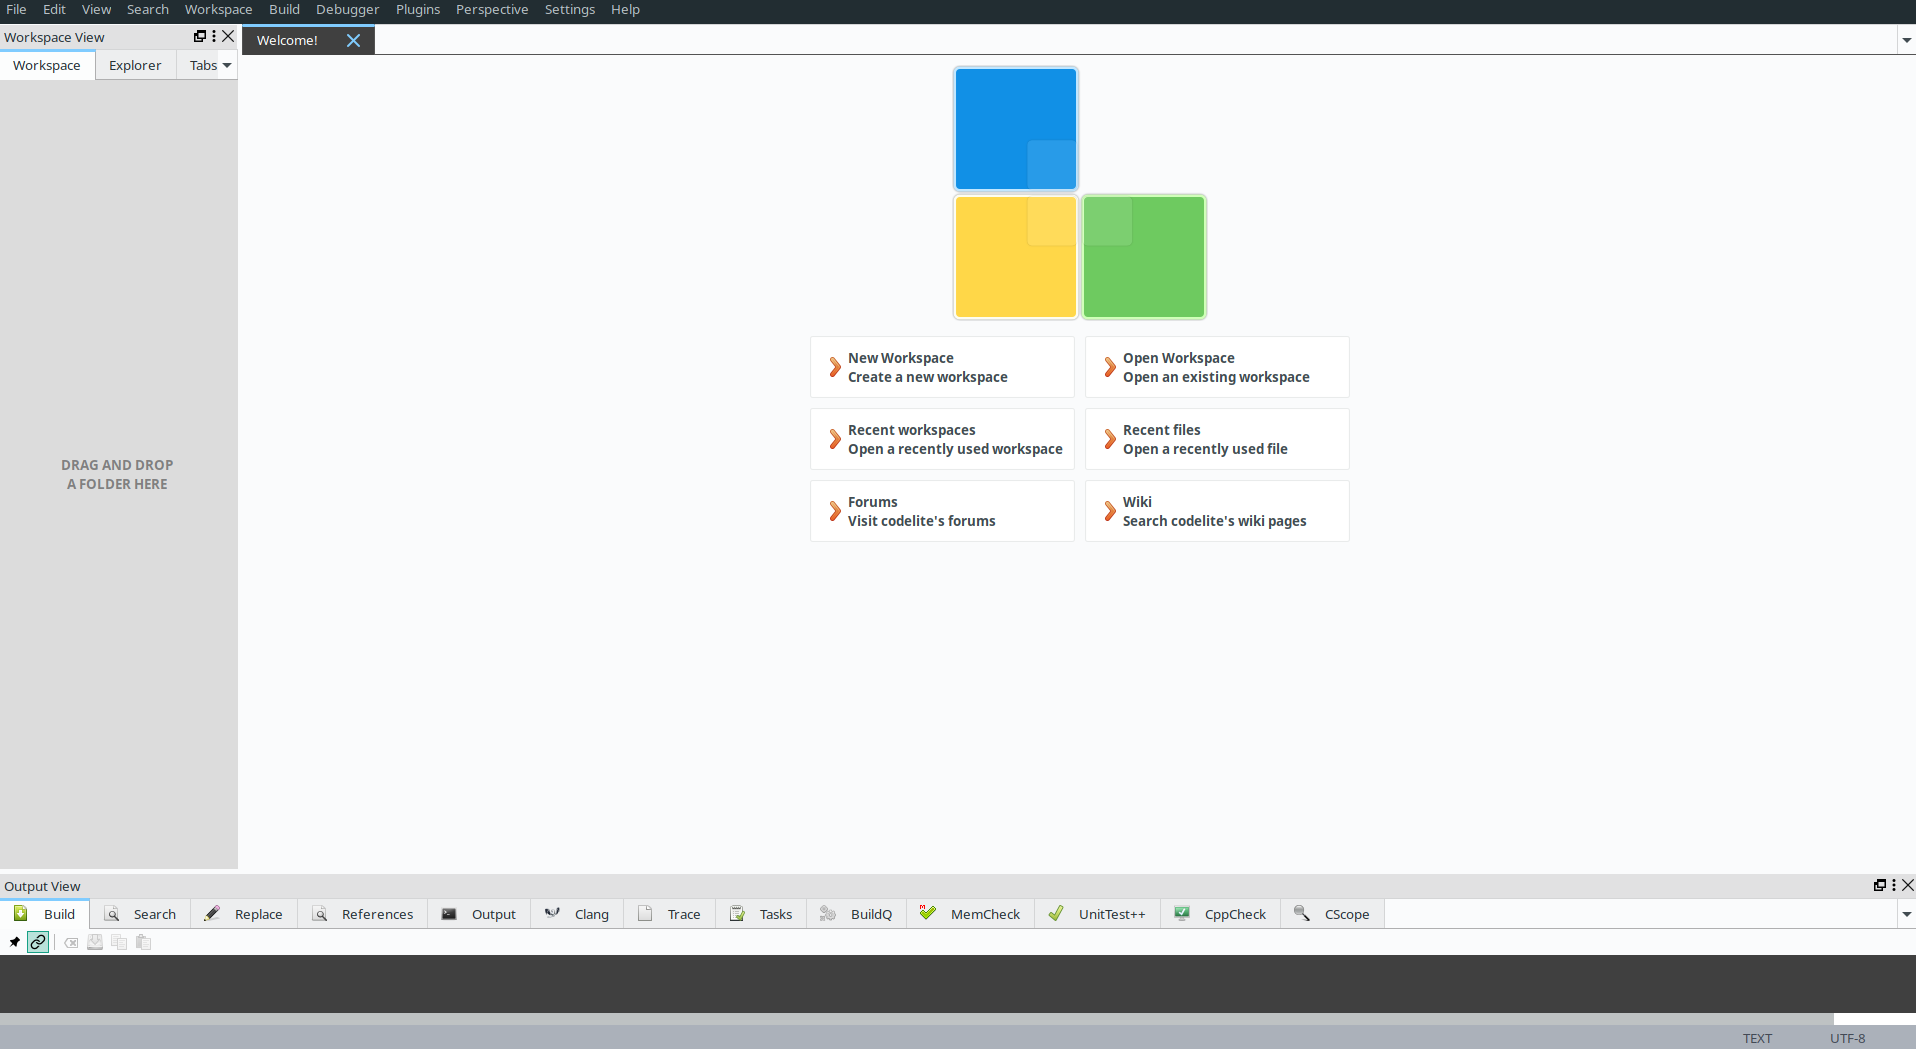 File Edit View Search Workspace Build Debugger Plugins Perspective Settings Help
Workspace View
Welcome!
Workspace Explorer Tabs
DRAG AND DROP
A FOLDER HERE
New Workspace
Create a new workspace
Open Workspace
Open an existing workspace
Recent workspaces
Open a recently used workspace
Recent files
Open a recently used file
Forums
Visit codelite's forums
Wiki
Search codelite's wiki pages
Output View
Build Search Replace References Output Clang Trace Tasks BuildQ MemCheck UnitTest++ CppCheck CScope
TEXT UTF-8